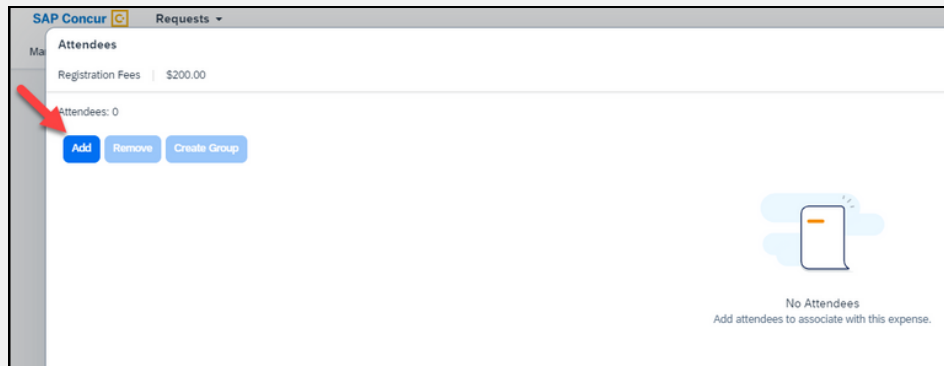 SAP Concur C Requests
Ma
Attendees
Registration Fees $200.00
Attendees: 0
Add Remove Create Group
No Attendees
Add attendees to associate with this expense.